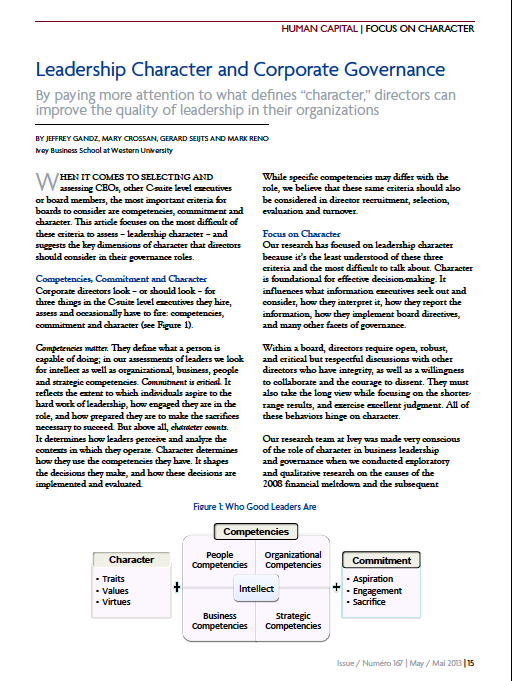 HUMAN CAPITAL | FOCUS ON CHARACTER
Leadership Character and Corporate Governance
By paying more attention to what defines “character,” directors can
improve the quality of leadership in their organizations
BY JEFFREY GANDZ, MARY CROSSAN, GERARD SEIJTS AND MARK RENO
Ivey Business School at Western University
WHEN IT COMES TO SELECTING AND
assessing CEOs, other C-suite level executives
or board members, the most important criteria for
boards to consider are competencies, commitment and
character. This article focuses on the most difficult of
these criteria to assess – leadership character – and
suggests the key dimensions of character that directors
should consider in their governance roles.
Competencies, Commitment and Character
Corporate directors look – or should look – for
three things in the C-suite level executives they hire,
assess and occasionally have to fire: competencies,
commitment and character (see Figure 1).
Competencies matter. They define what a person is
capable of doing; in our assessments of leaders we look
for intellect as well as organizational, business, people
and strategic competencies. Commitment is critical. It
reflects the extent to which individuals aspire to the
hard work of leadership, how engaged they are in the
role, and how prepared they are to make the sacrifices
necessary to succeed. But above all, character counts.
It determines how leaders perceive and analyze the
contexts in which they operate. Character determines
how they use the competencies they have. It shapes
the decisions they make, and how these decisions are
implemented and evaluated.
While specific competencies may differ with the
role, we believe that these same criteria should also
be considered in director recruitment, selection,
evaluation and turnover.
Focus on Character
Our research has focused on leadership character
because it’s the least understood of these three
criteria and the most difficult to talk about. Character
is foundational for effective decision-making. It
influences what information executives seek out and
consider, how they interpret it, how they report the
information, how they implement board directives,
and many other facets of governance.
Within a board, directors require open, robust,
and critical but respectful discussions with other
directors who have integrity, as well as a willingness
to collaborate and the courage to dissent. They must
also take the long view while focusing on the shorter-
range results, and exercise excellent judgment. All of
these behaviors hinge on character.
Our research team at Ivey was made very conscious
of the role of character in business leadership
and governance when we conducted exploratory
and qualitative research on the causes of the
2008 financial meltdown and the subsequent
Figure 1: Who Good Leaders Are
Character
• Traits
• Values
• Virtues
+
Competencies
People
Competencies
Organizational
Competencies
Intellect
Business
Competencies
Strategic
Competencies
+
Commitment
• Aspiration
• Engagement
• Sacrifice
Issue / Numéro 167 | May / Mai 2013 | 15